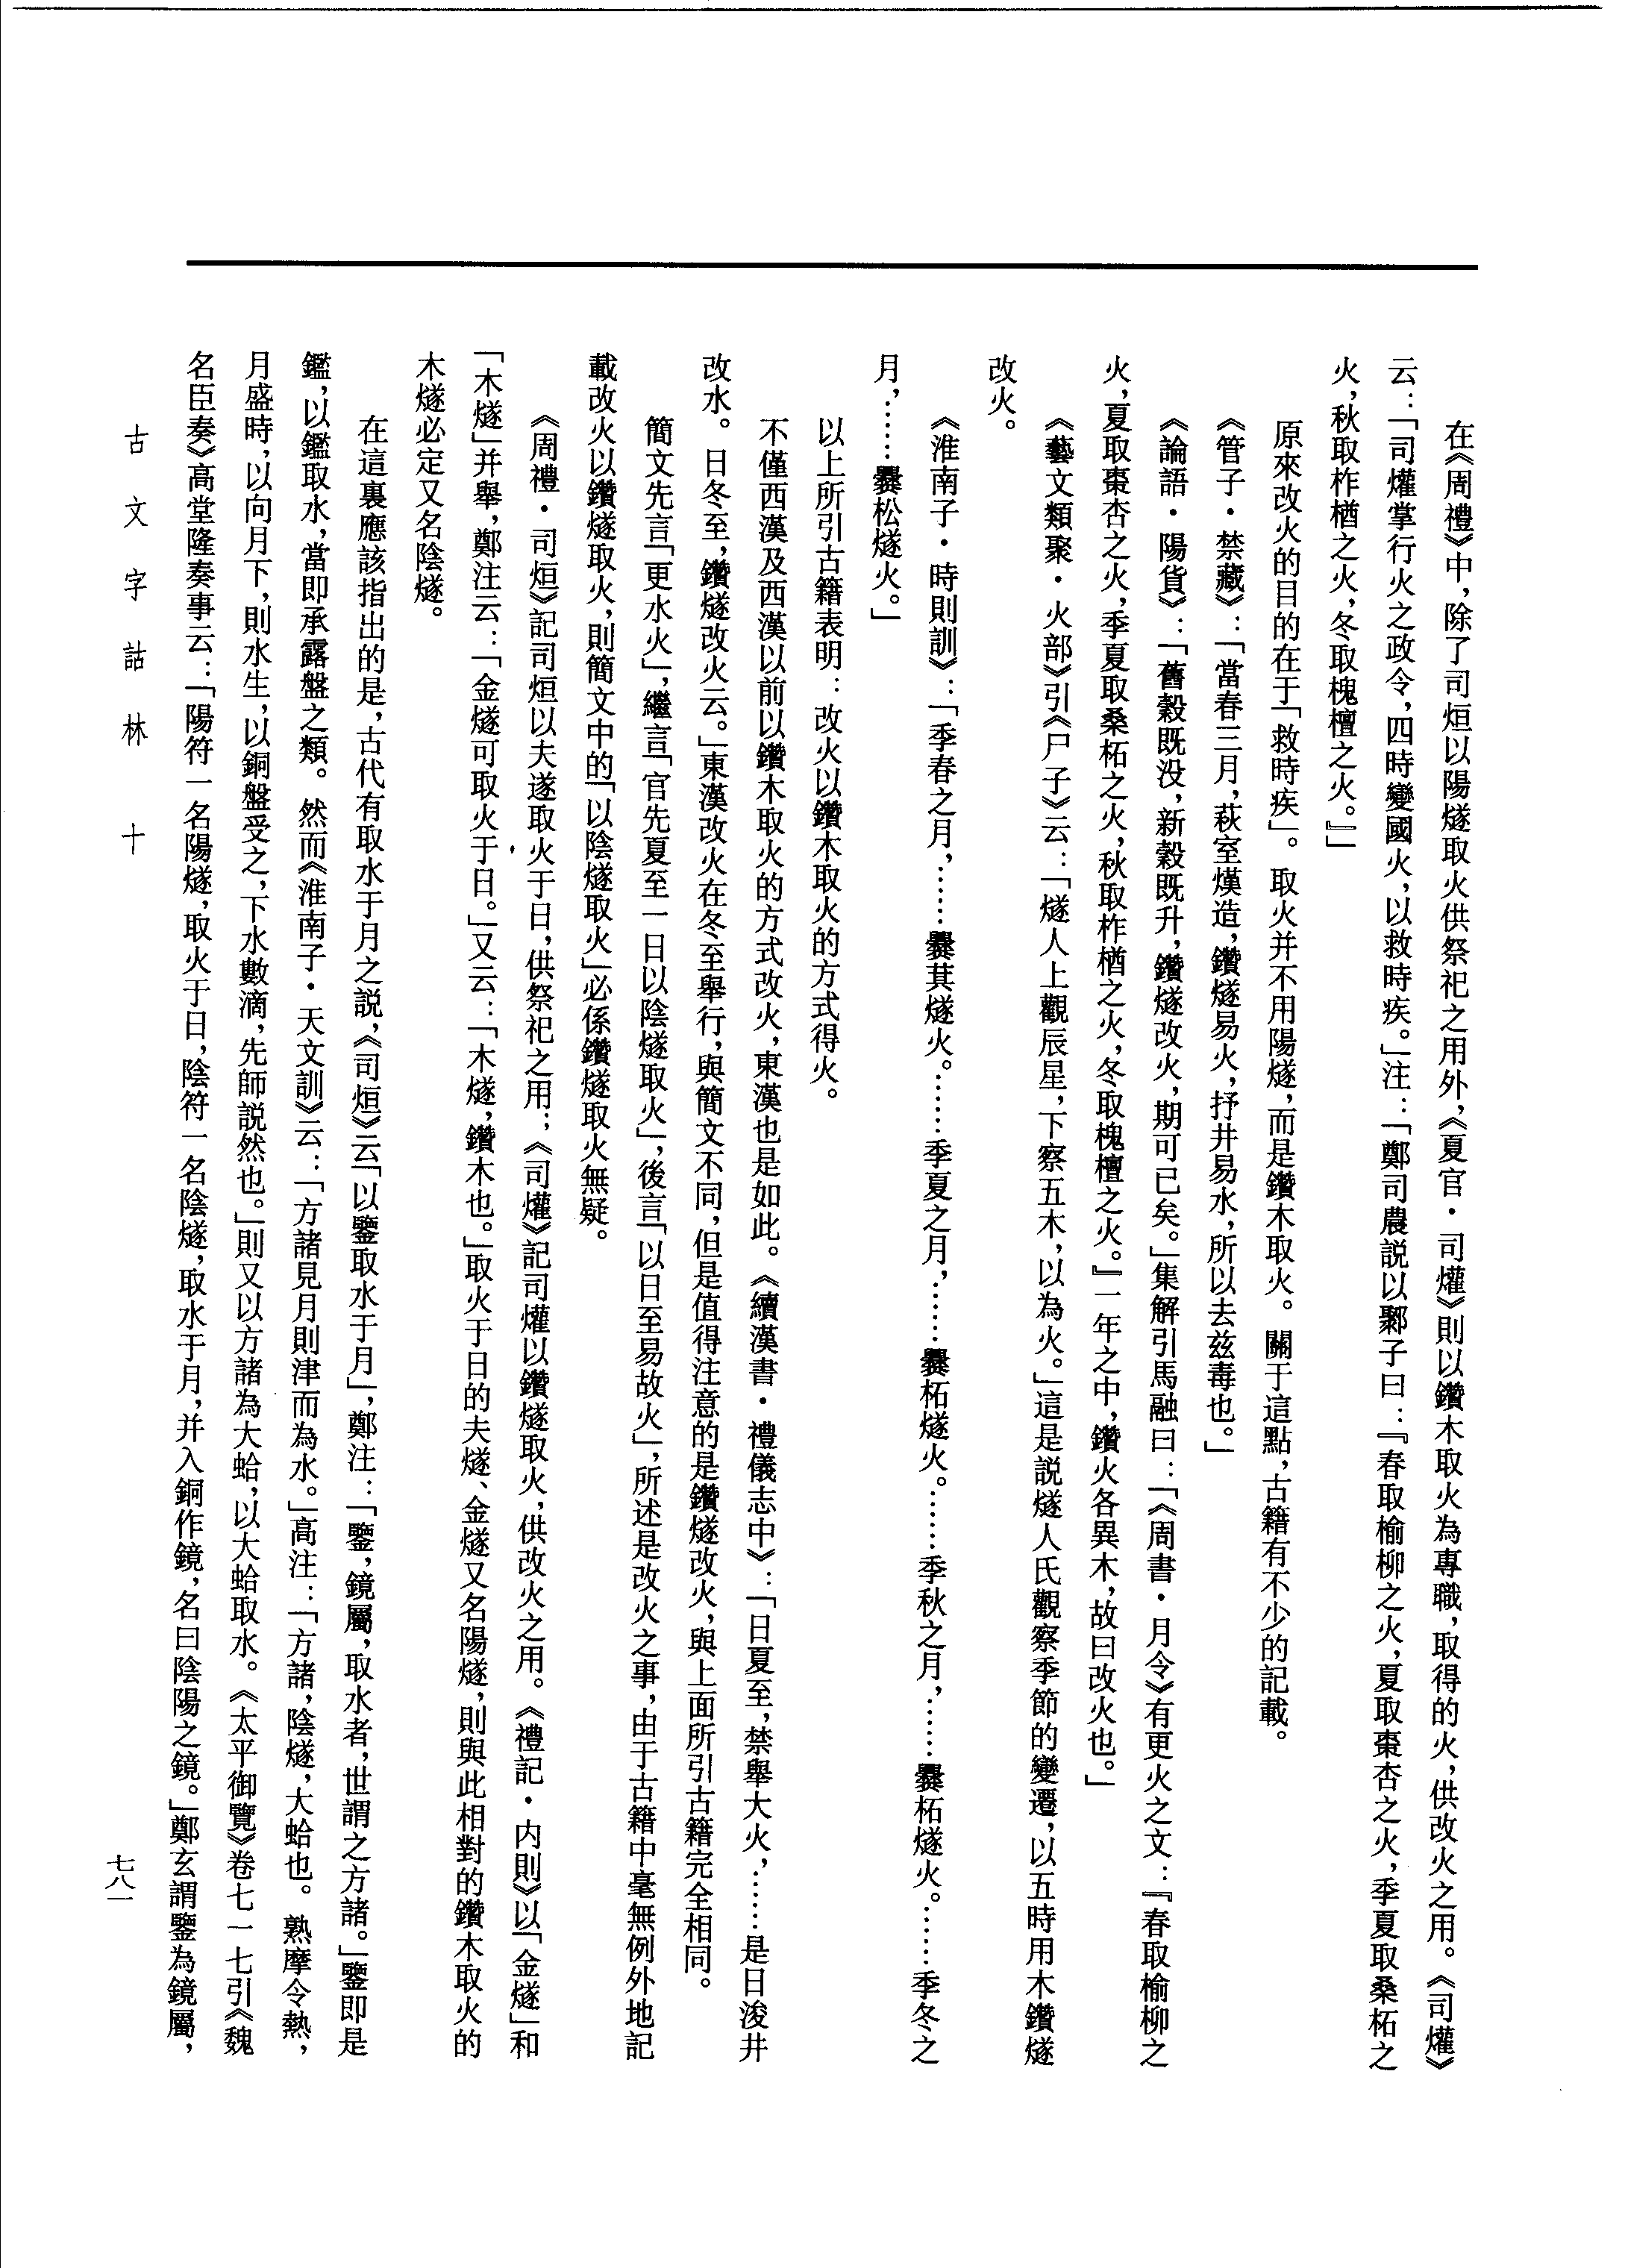 在《周禮》中，除了司烜以陽燧取火供祭祀之用外，《夏官·司爟》則以鑽木取火為專職，取得的火，供改火之用。《司爟》
云：「司爟掌行火之政令，四時變國火，以救時疾。」注：「鄭司農説以鄹子曰：『春取榆柳之火，夏取棗杏之火，季夏取桑柘之
火，秋取柞楢之火，冬取槐檀之火。』」
原來改火的目的在于「救時疾」。取火并不用陽燧，而是鑽木取火。關于這點，古籍有不少的記載。
《管子·禁藏》：「當春三月，萩室熯造，鑽燧易火，抒井易水，所以去兹毒也。」
《論語·陽貨》：「舊穀既没，新穀既升，鑽燧改火，期可已矣。」集解引馬融曰：「《周書·月令》有更火之文：『春取榆柳之
火，夏取棗杏之火，季夏取桑柘之火，秋取柞楢之火，冬取槐檀之火。』一年之中，鑽火各異木，故曰改火也。」
《藝文類聚·火部》引《尸子》云：「燧人上觀辰星，下察五木，以為火。」這是説燧人氏觀察季節的變遷，以五時用木鑽燧
改火。
《淮南子·時則訓》：「季春之月，……爨萁燧火。……季夏之月，……爨柘燧火。……季秋之月，……爨柘燧火。……季冬之
月，……爨松燧火。」
以上所引古籍表明：改火以鑽木取火的方式得火。
不僅西漢及西漢以前以鑽木取火的方式改火，東漢也是如此。《續漢書·禮儀志中》：「日夏至，禁舉大火，……是日浚井
改水。日冬至，鑽燧改火云。」東漢改火在冬至舉行，與簡文不同，但是值得注意的是鑽燧改火，與上面所引古籍完全相同。
簡文先言「更水火」，繼言「官先夏至一日以陰燧取火」，後言「以日至易故火」，所述是改火之事，由于古籍中毫無例外地記
載改火以鑽燧取火，則簡文中的「以陰燧取火」必係鑽燧取火無疑。
《周禮·司烜》記司烜以夫遂取火于日，供祭祀之用；《司爟》記司爟以鑽燧取火，供改火之用。《禮記·内則》以「金燧」和
「木燧」并舉，鄭注云：「金燧可取火于日。」又云：「木燧，鑽木也。」取火于日的夫燧、金燧又名陽燧，則與此相對的鑽木取火的
木燧必定又名陰燧。
在這裏應該指出的是，古代有取水于月之説，《司烜》云「以鑒取水于月」，鄭注：「鑒，鏡屬，取水者，世謂之方諸。」鑒即是
鑑，以鑑取水，當即承露盤之類。然而《淮南子·天文訓》云：「方諸見月則津而為水。」高注：「方諸，陰燧，大蛤也。熟摩令熱，
月盛時，以向月下，則水生，以銅盤受之，下水數滴，先師説然也。」則又以方諸為大蛤，以大蛤取水。《太平御覽》卷七一七引《魏
名臣奏》高堂隆奏事云：「陽符一名陽燧，取火于日，陰符一名陰燧，取水于月，并入銅作鏡，名曰陰陽之鏡。」鄭玄謂鑒為鏡屬，
古文字詁林 十
七八一